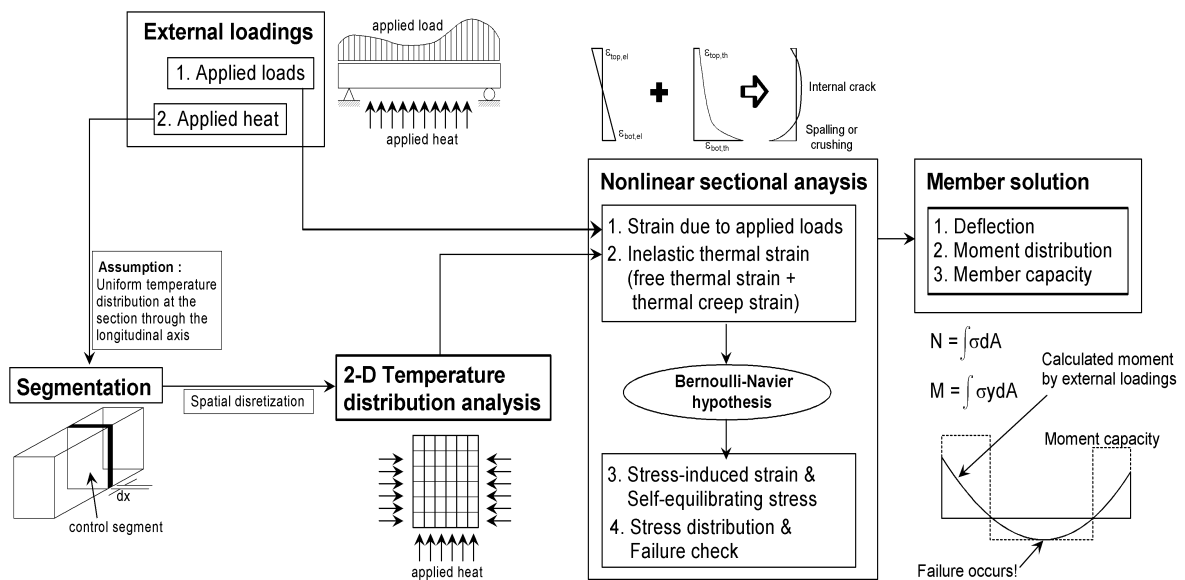 External loadings
1. Applied loads
2. Applied heat
applied load
applied heat
εtop,el
εbot,el
εtop,th
εbot,th
Internal crack
Spalling or
crushing
Assumption :
Uniform temperature
distribution at the
section through the
longitudinal axis
Segmentation
Spatial disretization
dx
control segment
2-D Temperature
distribution analysis
applied heat
Nonlinear sectional anaysis
1. Strain due to applied loads
2. Inelastic thermal strain
(free thermal strain +
thermal creep strain)
Bernoulli-Navier
hypothesis
3. Stress-induced strain &
Self-equilibrating stress
4. Stress distribution &
Failure check
Member solution
1. Deflection
2. Moment distribution
3. Member capacity
N = ∫σdA
M = ∫ σydA
Calculated moment
by external loadings
Moment capacity
Failure occurs!